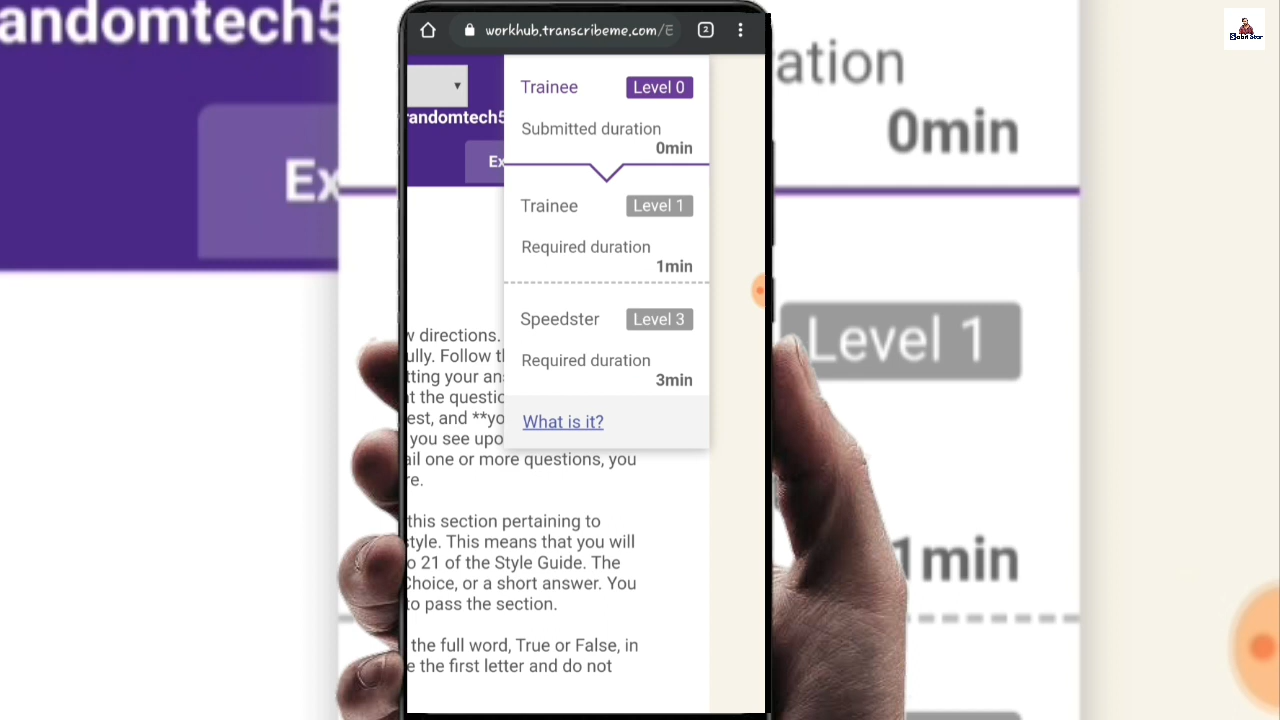 workhub.transcribeme.com/E
2
Trainee Level 0
Submitted duration
0min
Trainee Level 1
Required duration
1min
Speedster Level 3
Required duration
3min
What is it?
randomtech5
Ex
w directions.
ully. Follow t
tting your an
at the questio
est, and **yo
you see upo
ail one or more questions, you
re.
this section pertaining to
style. This means that you will
o 21 of the Style Guide. The
Choice, or a short answer. You
to pass the section.
the full word, True or False, in
e the first letter and do not
andomtech5
Ex
ation
0min
Level 1
1min